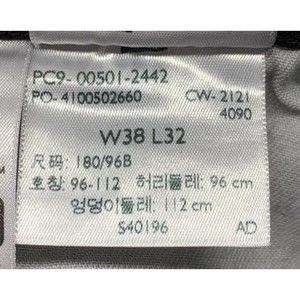 PC9- 00501-2442
PO- 4100502660 CW- 2121
4090
W38 L32
尺码: 180/96B
호칭: 96-112 허리둘레: 96 cm
엉덩이둘레: 112 cm
S40196 AD